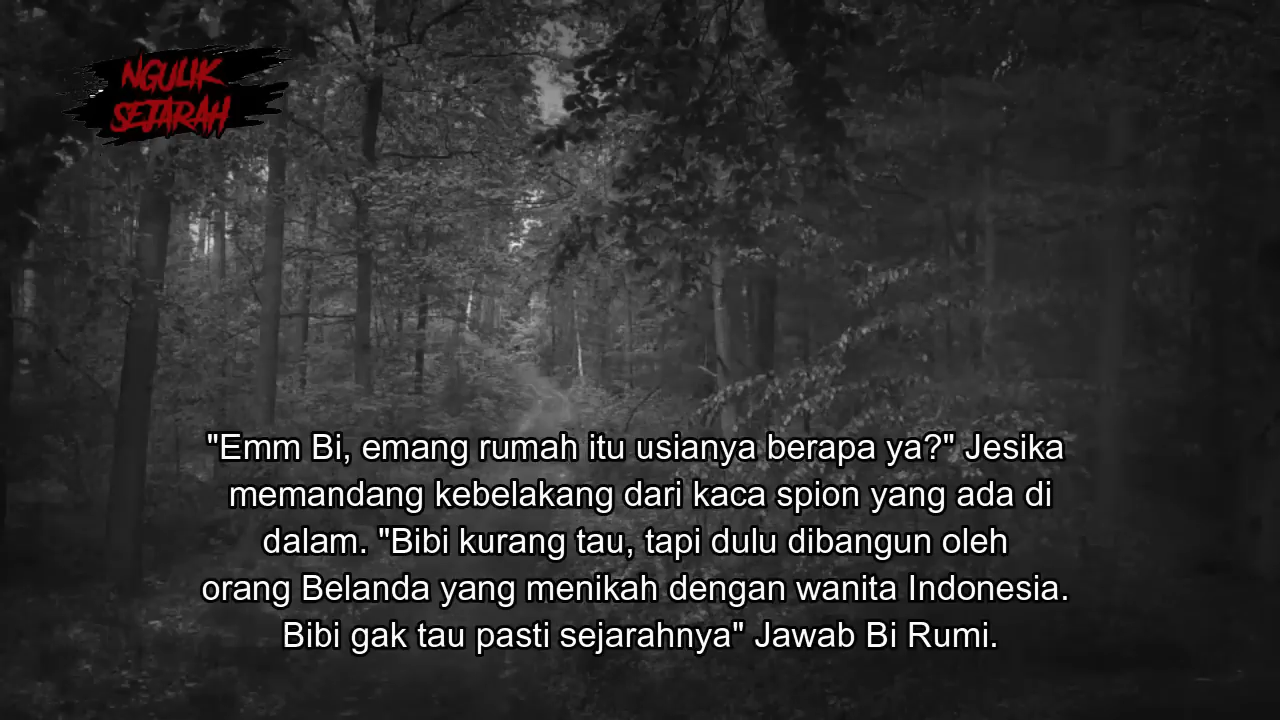 NGULIK
SEJARAH
"Emm Bi, emang rumah itu usianya berapa ya?" Jesika
memandang kebelakang dari kaca spion yang ada di
dalam. "Bibi kurang tau, tapi dulu dibangun oleh
orang Belanda yang menikah dengan wanita Indonesia.
Bibi gak tau pasti sejarahnya" Jawab Bi Rumi.